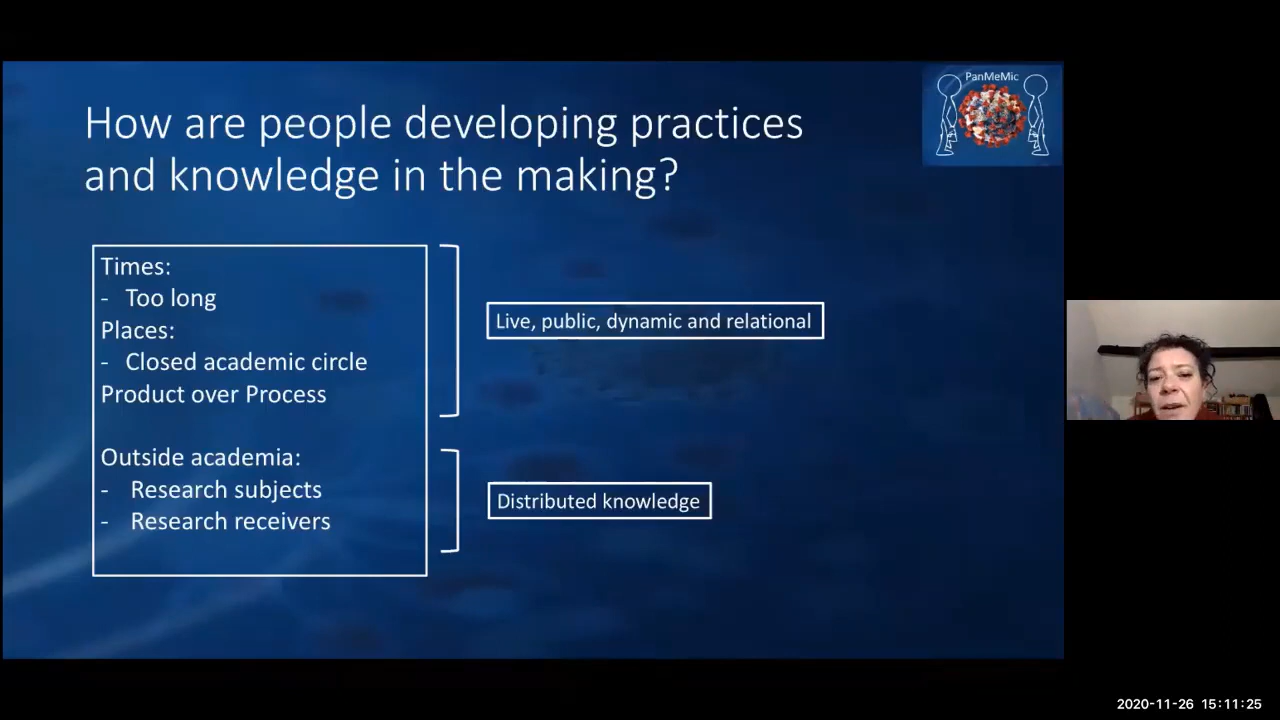 PanMeMic
How are people developing practices
and knowledge in the making?
Times:
- Too long
Places:
- Closed academic circle
Product over Process
Live, public, dynamic and relational
Outside academia:
- Research subjects
- Research receivers
Distributed knowledge
2020-11-26 15:11:25